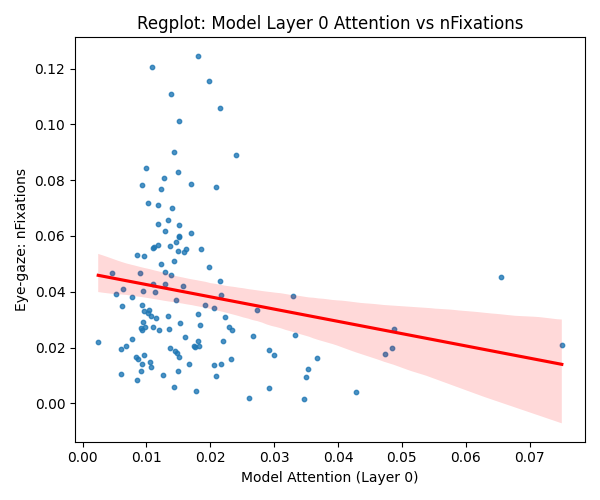 Regplot: Model Layer 0 Attention vs nFixations
Eye-gaze: nFixations
0.12
0.10
0.08
0.06
0.04
0.02
0.00
0.00 0.01 0.02 0.03 0.04 0.05 0.06 0.07
Model Attention (Layer 0)